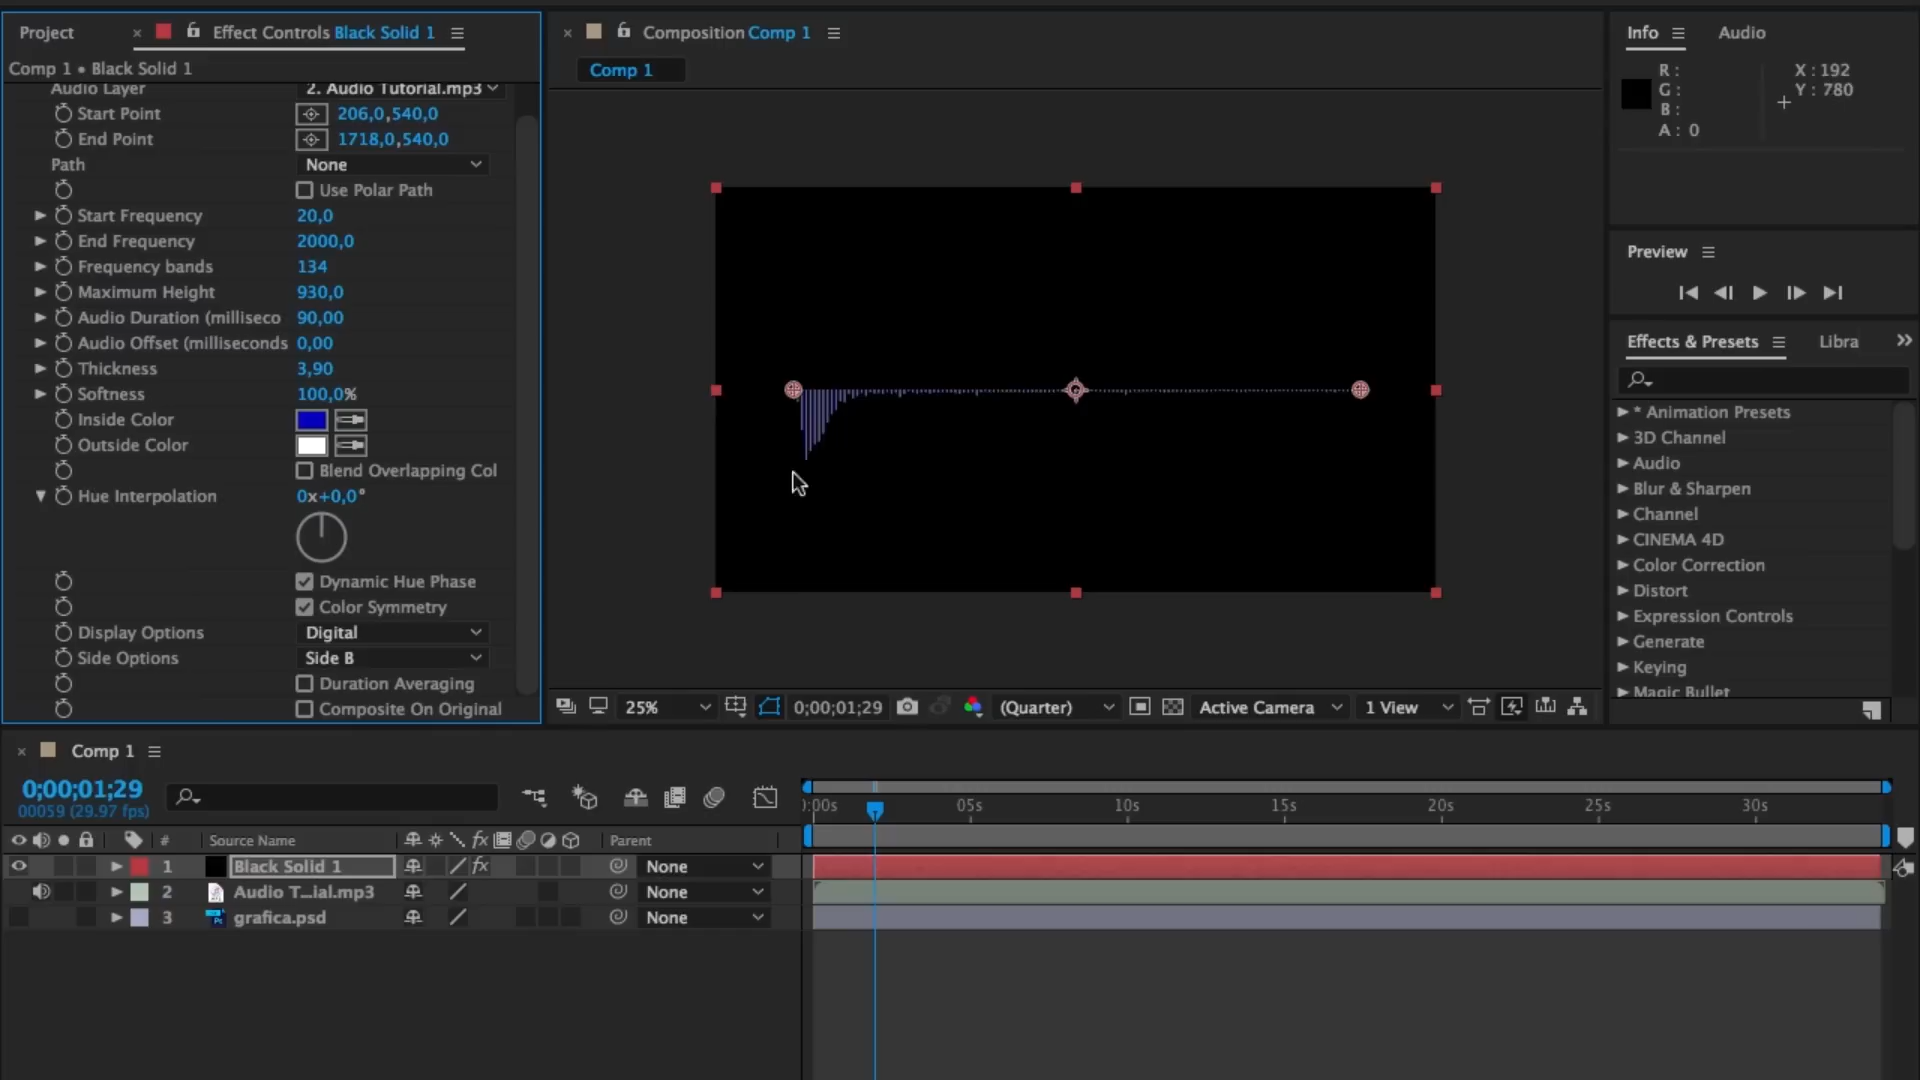 Project
Effect Controls Black Solid 1
Comp 1 • Black Solid 1
Audio Layer
2. Audio Tutorial.mp3
Start Point
206,0,540,0
End Point
1718,0,540,0
Path
None
Use Polar Path
Start Frequency
20,0
End Frequency
2000,0
Frequency bands
134
Maximum Height
930,0
Audio Duration (milliseco
90,00
Audio Offset (milliseconds
0,00
Thickness
3,90
Softness
100,0%
Inside Color
Outside Color
Blend Overlapping Col
Hue Interpolation
0x+0,0°
Dynamic Hue Phase
Color Symmetry
Display Options
Digital
Side Options
Side B
Duration Averaging
Composite On Original
Composition Comp 1
Comp 1
25%
0;00;01;29
(Quarter)
Active Camera
1 View
Info
Audio
R :
G :
B :
A : 0
X : 192
Y : 780
Preview
Effects & Presets
Libra
* Animation Presets
3D Channel
Audio
Blur & Sharpen
Channel
CINEMA 4D
Color Correction
Distort
Expression Controls
Generate
Keying
Magic Bullet
Comp 1
0;00;01;29
00059 (29.97 fps)
):00s
05s
10s
15s
20s
25s
30s
#
Source Name
fx
Parent
1
Black Solid 1
fx
None
2
Audio T...ial.mp3
None
3
Ps
grafica.psd
None